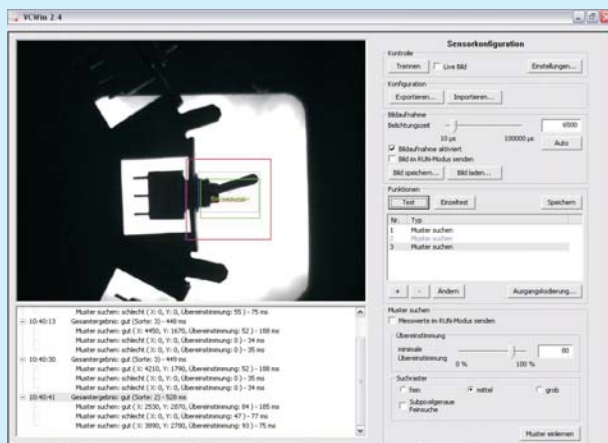 VCWin 2.4
Sensorkonfiguration
Kontrolle
Trennen Live Bild Einstellungen...
Konfiguration
Exportieren... Importieren...
Bildaufnahme
Belichtungszeit 6500
10 µs 100000 µs Auto
Bildaufnahme aktiviert
Bild im RUN-Modus senden
Bild speichern... Bild laden...
Funktionen
Test Einzeltest Speichern
Nr. Typ
1 Muster suchen
2 Muster suchen
3 Muster suchen
+ - Ändern Ausgangskodierung...
Muster suchen
Messwerte im RUN-Modus senden
Übereinstimmung
minimale Übereinstimmung 80
0 % 100 %
Suchraster
fein mittel grob
Subpixelgenaue Feinsuche
Muster einlernen
Muster suchen: schlecht ( X: 0, Y: 0, Übereinstimmung: 55 ) - 75 ms
10:40:13 Gesamtergebnis: gut (Sorte: 3) - 448 ms
Muster suchen: gut ( X: 4450, Y: 1670, Übereinstimmung: 52 ) - 188 ms
Muster suchen: schlecht ( X: 0, Y: 0, Übereinstimmung: 0 ) - 34 ms
Muster suchen: schlecht ( X: 0, Y: 0, Übereinstimmung: 0 ) - 35 ms
10:40:30 Gesamtergebnis: gut (Sorte: 3) - 449 ms
Muster suchen: gut ( X: 4210, Y: 1790, Übereinstimmung: 52 ) - 188 ms
Muster suchen: schlecht ( X: 0, Y: 0, Übereinstimmung: 0 ) - 35 ms
Muster suchen: schlecht ( X: 0, Y: 0, Übereinstimmung: 0 ) - 34 ms
10:40:41 Gesamtergebnis: gut (Sorte: 2) - 528 ms
Muster suchen: gut ( X: 2530, Y: 2870, Übereinstimmung: 84 ) - 185 ms
Muster suchen: schlecht ( X: 0, Y: 0, Übereinstimmung: 47 ) - 77 ms
Muster suchen: gut ( X: 3890, Y: 2780, Übereinstimmung: 93 ) - 75 ms